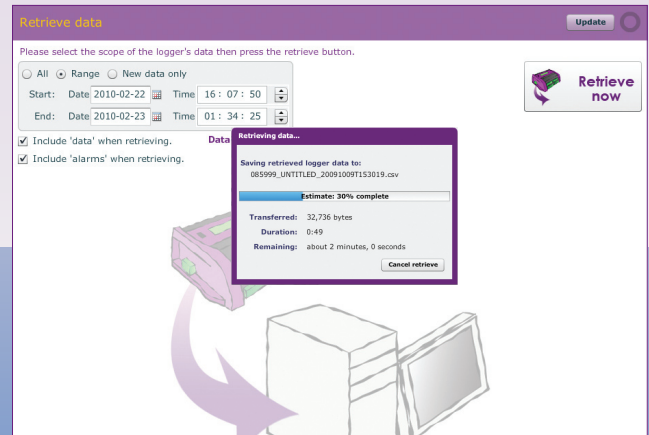 Retrieve data
Update
Please select the scope of the logger's data then press the retrieve button.
All Range New data only
Start: Date 2010-02-22 Time 16 : 07 : 50
End: Date 2010-02-23 Time 01 : 34 : 25
Retrieve
now
Include 'data' when retrieving.
Data
Include 'alarms' when retrieving.
Retrieving data...
Saving retrieved logger data to:
085999_UNTITLED_20091009T153019.csv
Estimate: 30% complete
Transferred: 32,736 bytes
Duration: 0:49
Remaining: about 2 minutes, 0 seconds
Cancel retrieve